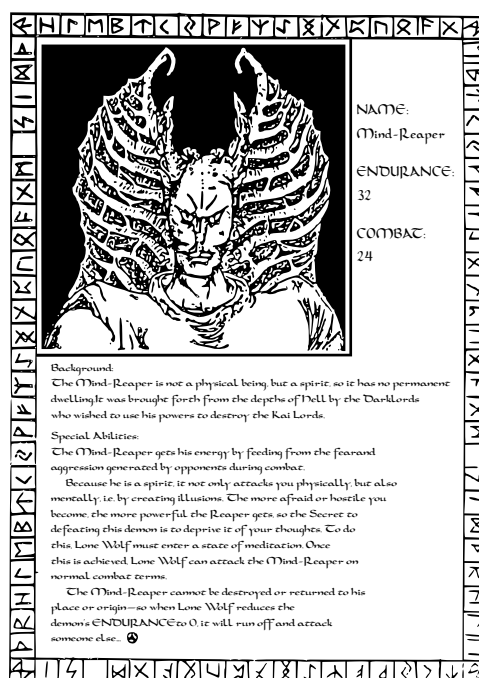 NAME:
Mind-Reaper
ENDURANCE:
32
COMBAT:
24
Background:
The Mind-Reaper is not a physical being, but a spirit, so it has no permanent
dwelling.It was brought forth from the depths of Hell by the Darklords
who wished to use his powers to destroy the Kai Lords.
Special Abilities:
The Mind-Reaper gets his energy by feeding from the fearand
aggression generated by opponents during combat.
Because he is a spirit, it not only attacks you physically, but also
mentally, i.e. by creating illusions. The more afraid or hostile you
become, the more powerful the Reaper gets, so the Secret to
defeating this demon is to deprive it of your thoughts. To do
this, Lone Wolf must enter a state of meditation. Once
this is achieved, Lone Wolf can attack the Mind-Reaper on
normal combat terms.
The Mind-Reaper cannot be destroyed or returned to his
place or origin—so when Lone Wolf reduces the
demon's ENDURANCE to 0, it will run off and attack
someone else...